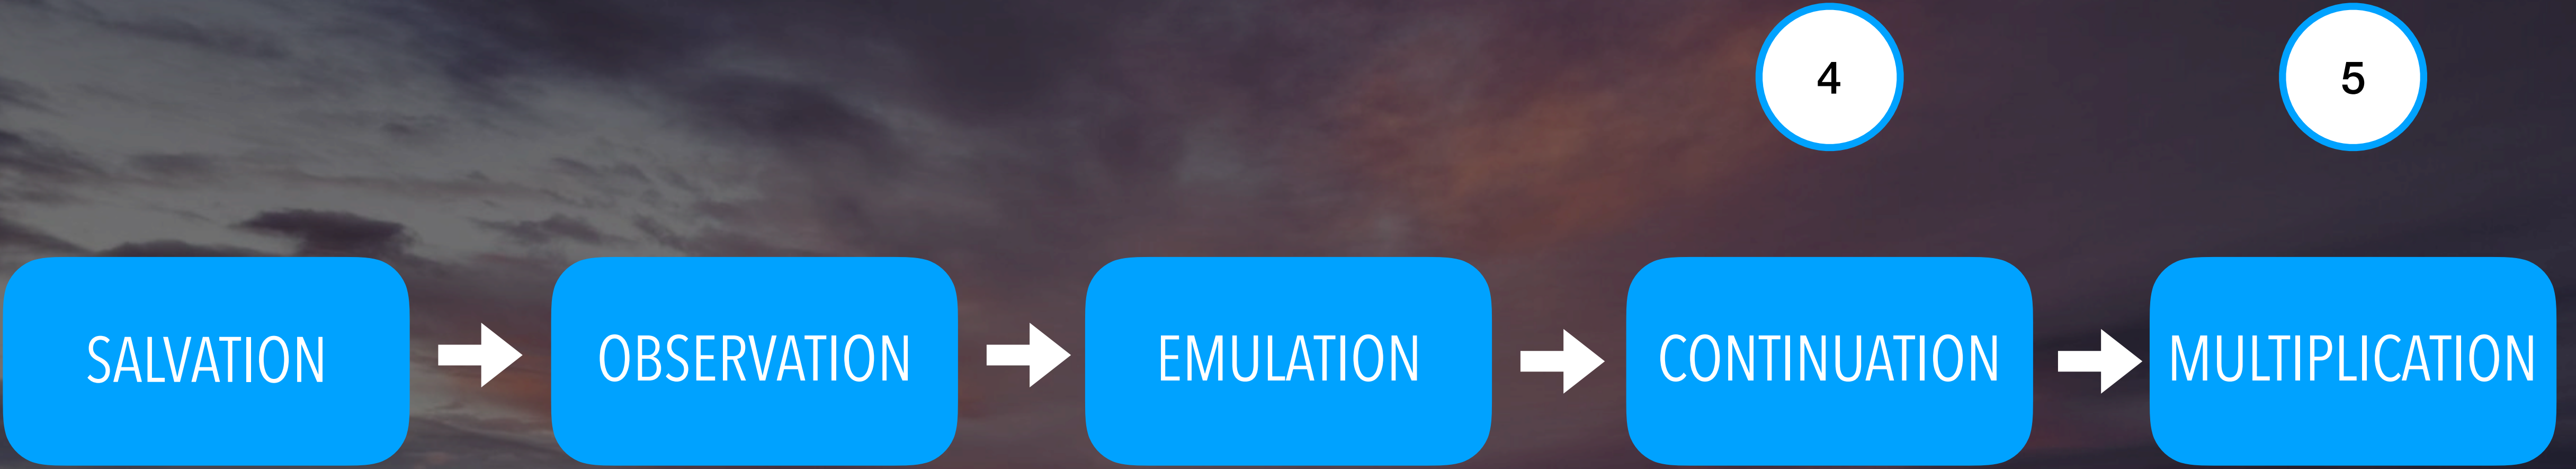 4
5
SALVATION
OBSERVATION
EMULATION
CONTINUATION
MULTIPLICATION